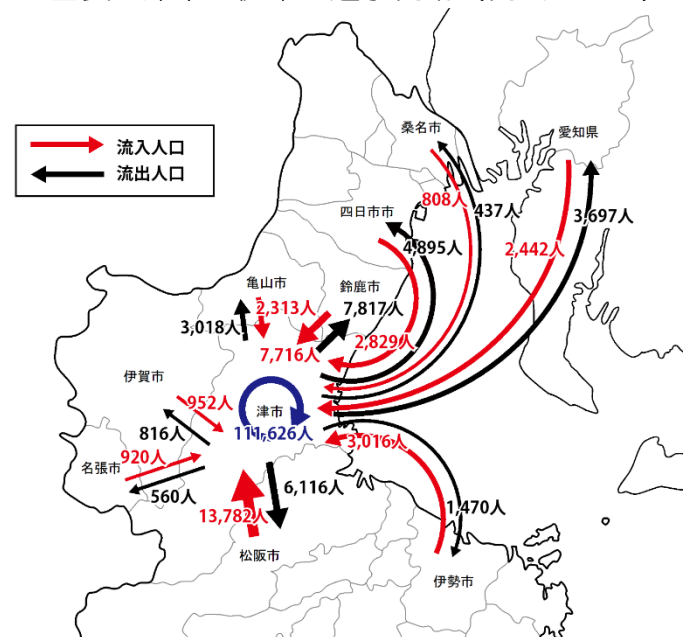 流入人口
流出人口
桑名市
愛知県
808人
437人
3,697人
四日市市
2,442人
4,895人
亀山市
鈴鹿市
2,313人
7,817人
3,018人
2,829人
7,716人
伊賀市
952人
津市
816人
111,626人
3,016人
名張市
920人
560人
6,116人
1,470人
13,782人
松阪市
伊勢市